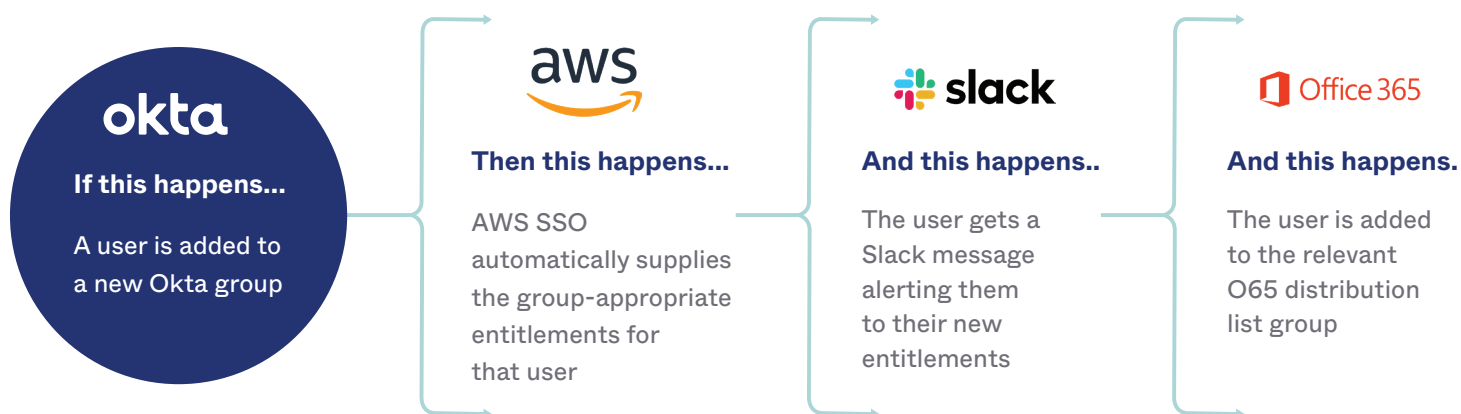 okta
If this happens...
A user is added to
a new Okta group
aws
Then this happens...
AWS SSO
automatically supplies
the group-appropriate
entitlements for
that user
slack
And this happens..
The user gets a
Slack message
alerting them
to their new
entitlements
Office 365
And this happens.
The user is added
to the relevant
O65 distribution
list group